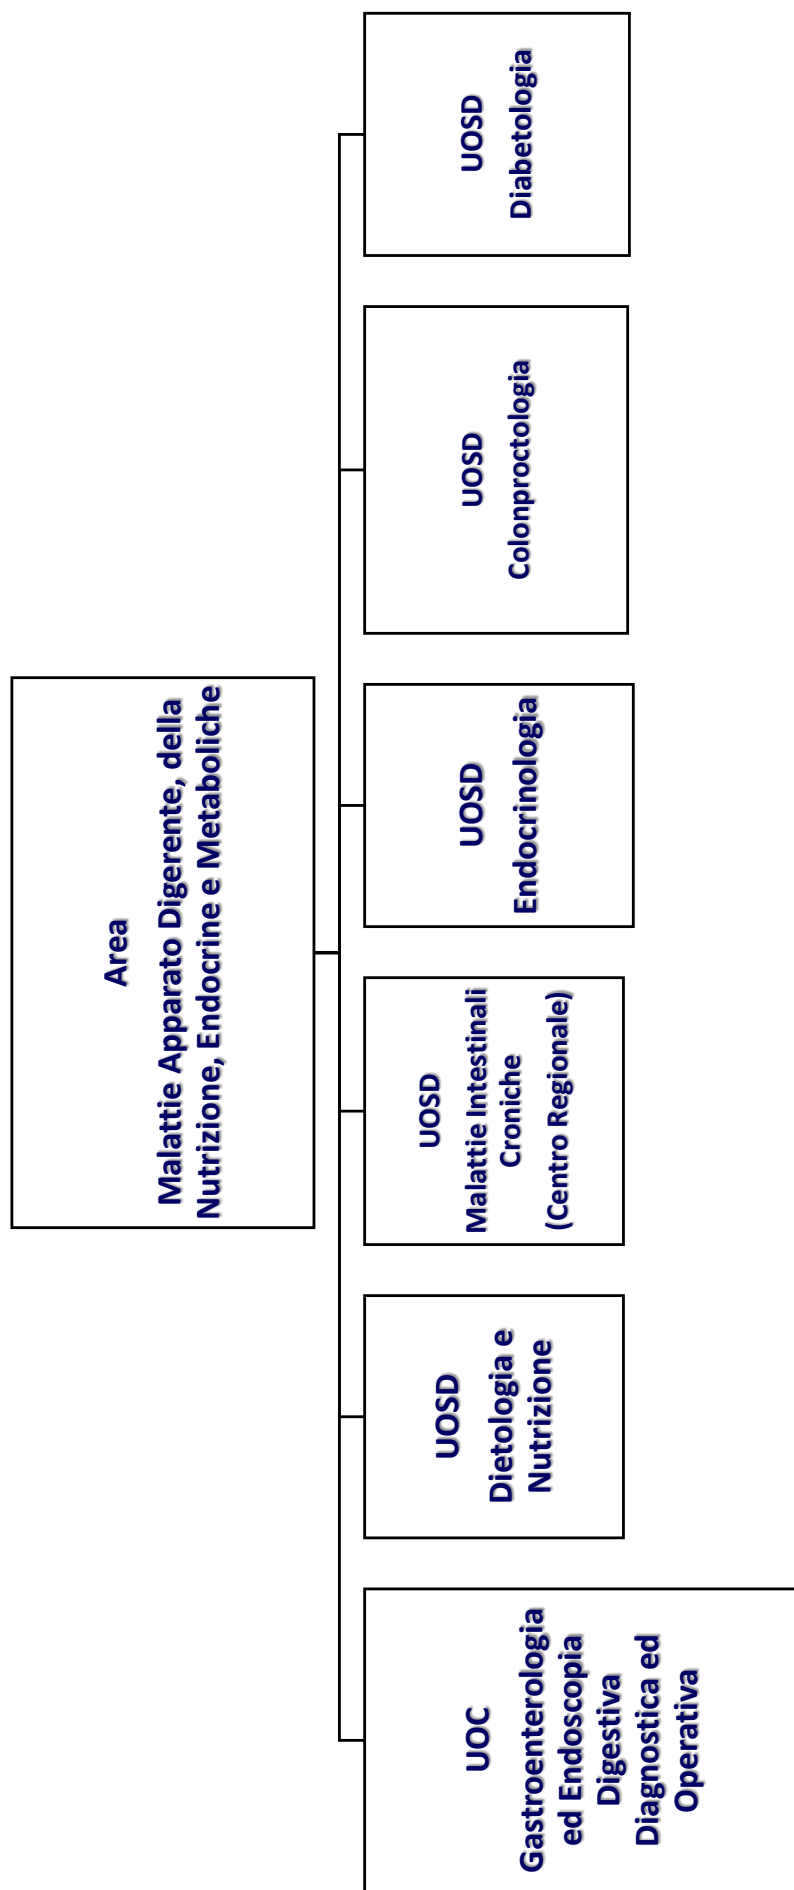 Area
Malattie Apparato Digerente, della
Nutrizione, Endocrine e Metaboliche
UOC
Gastroenterologia
ed Endoscopia
Digestiva
Diagnostica ed
Operativa
UOSD
Dietologia e
Nutrizione
UOSD
Malattie Intestinali
Croniche
(Centro Regionale)
UOSD
Endocrinologia
UOSD
Colonproctologia
UOSD
Diabetologia